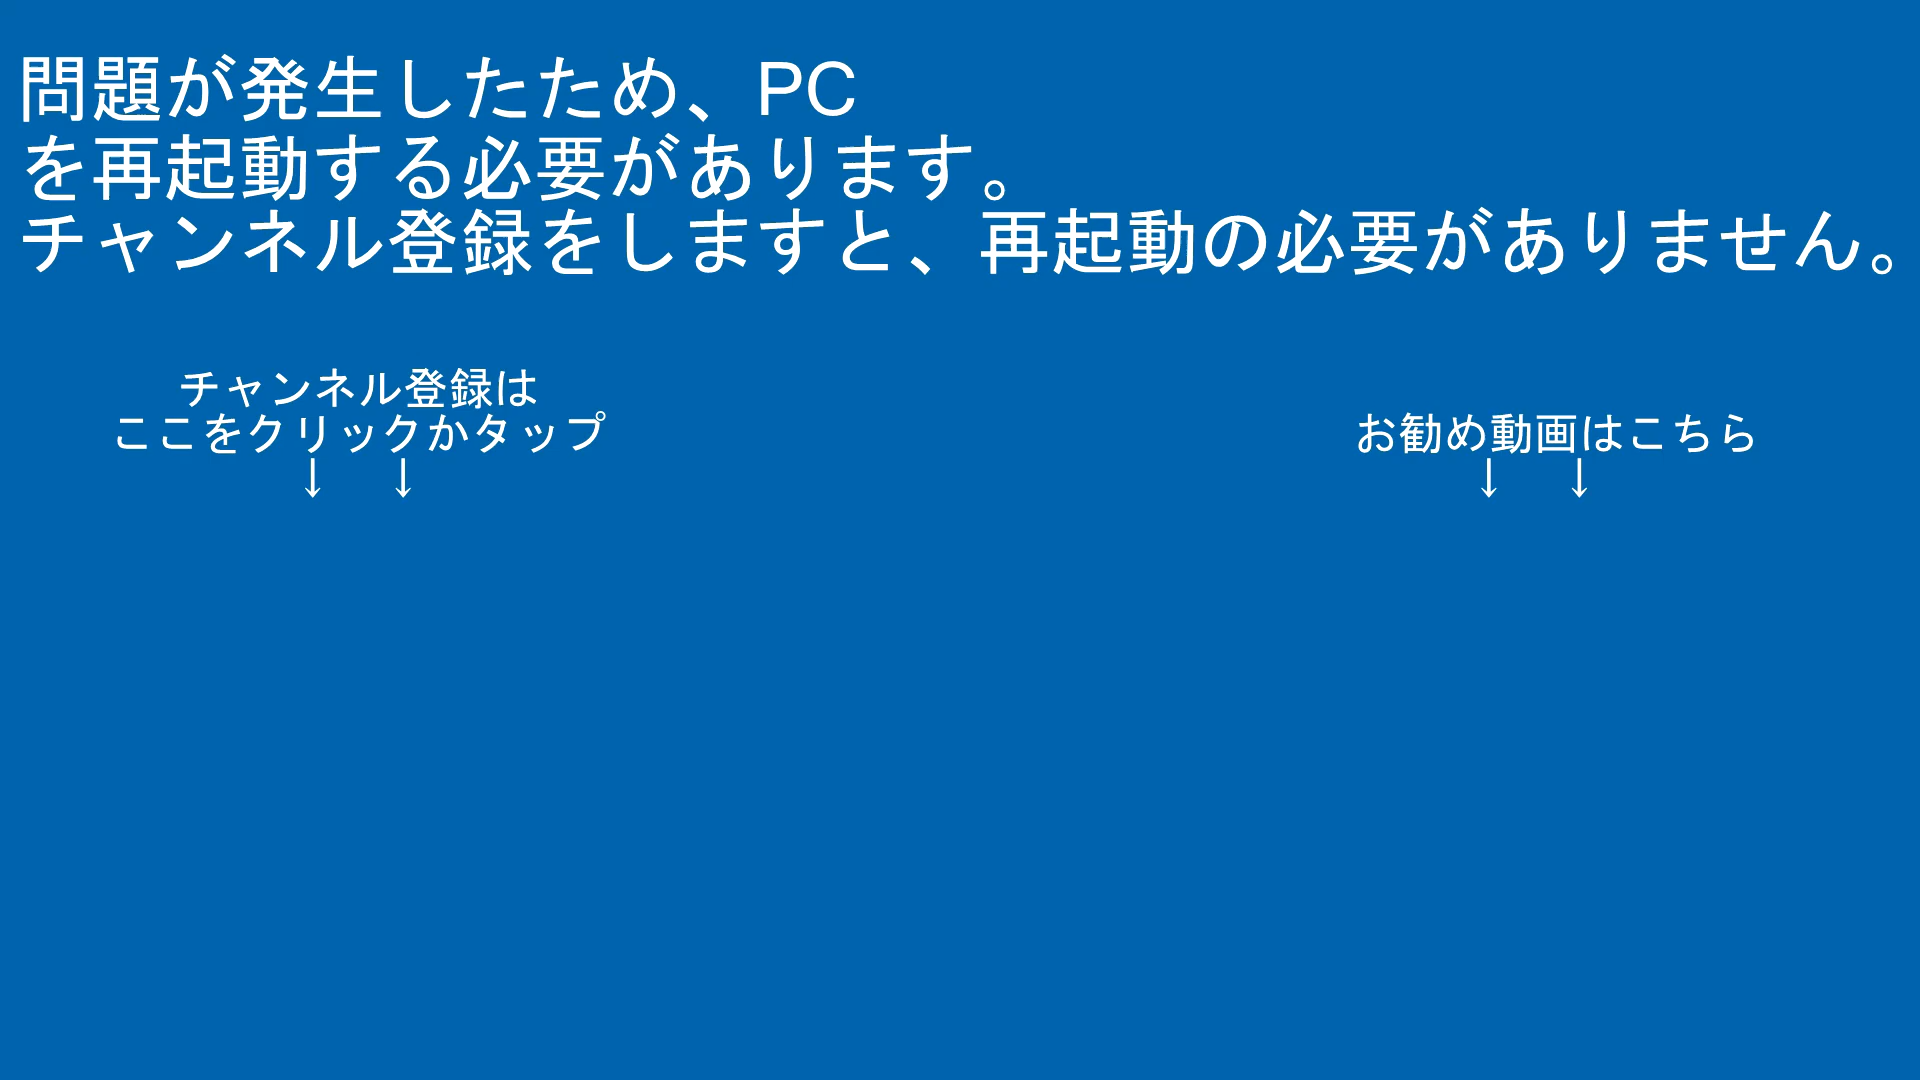 問題が発生したため、PC
を再起動する必要があります。
チャンネル登録をしますと、再起動の必要がありません。
チャンネル登録は
ここをクリックかタップ
↓ ↓
お勧め動画はこちら
↓ ↓